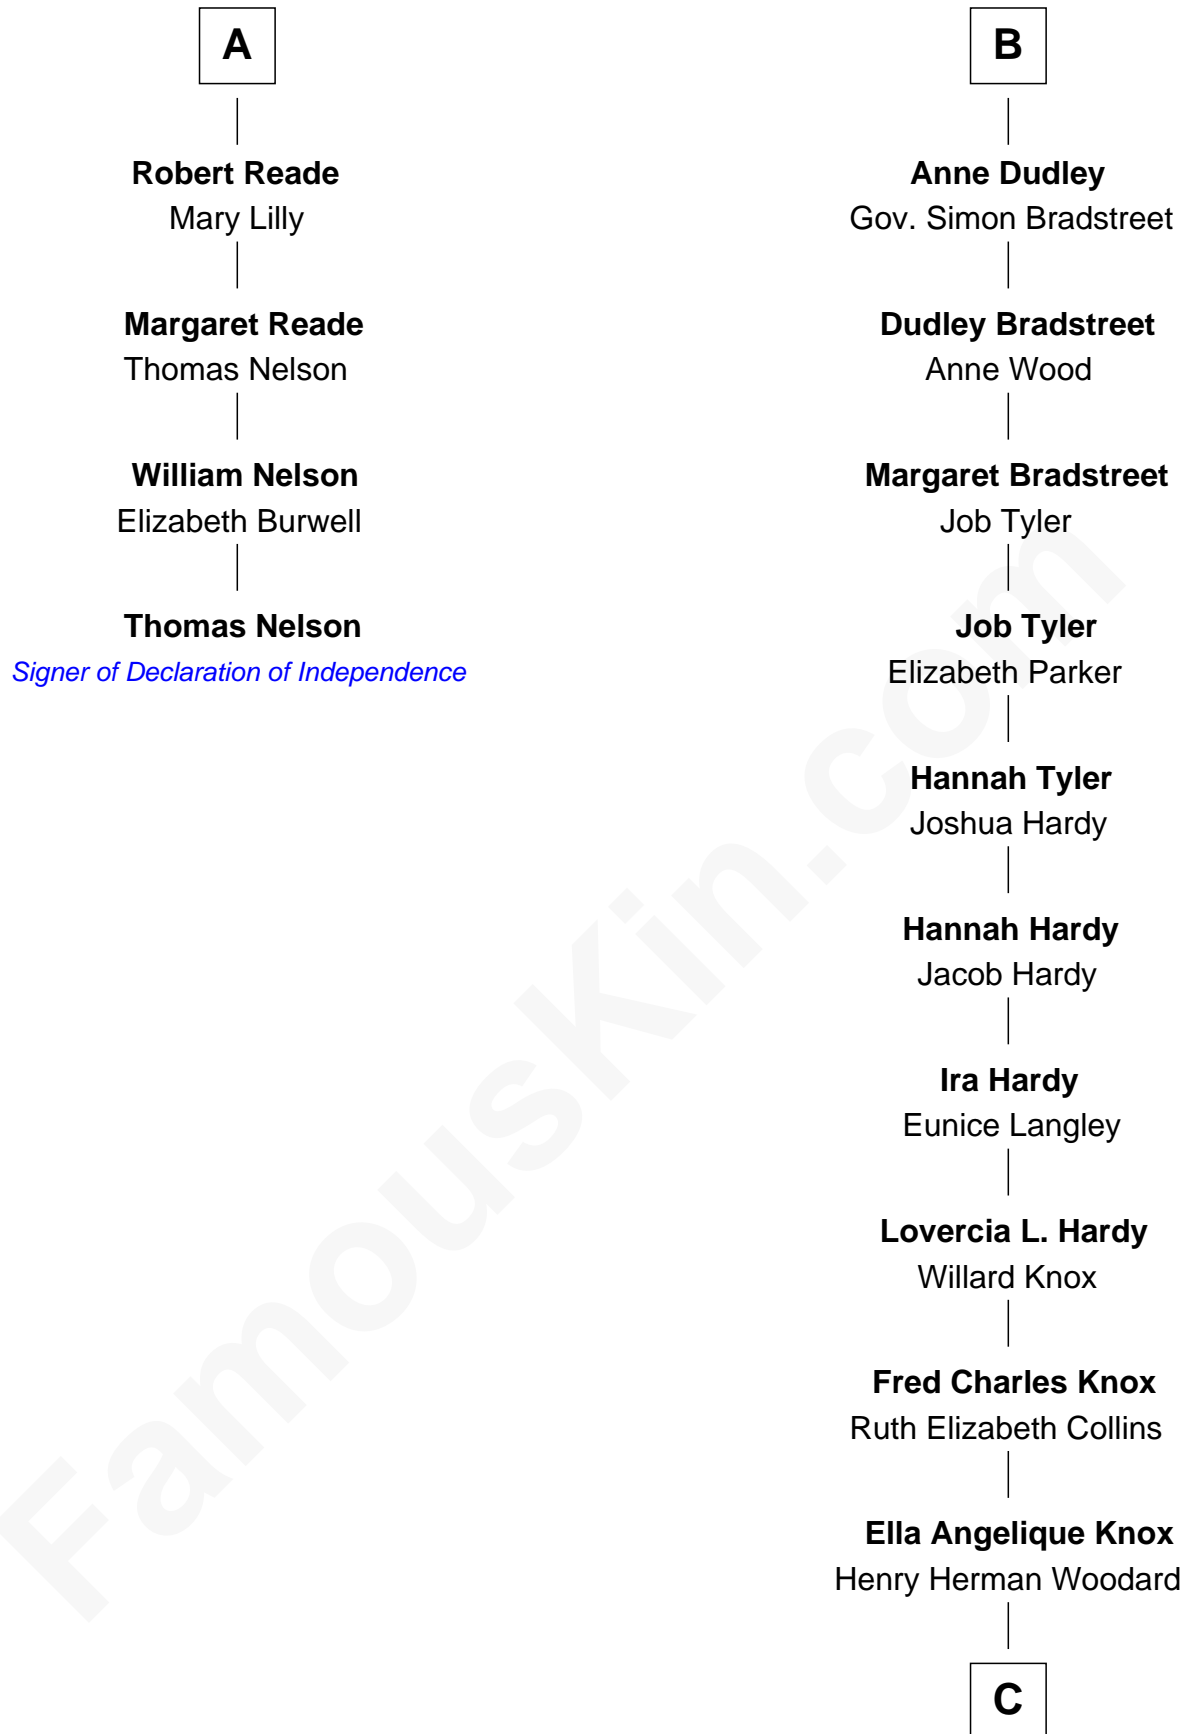 A
Robert Reade
Mary Lilly
Margaret Reade
Thomas Nelson
William Nelson
Elizabeth Burwell
Thomas Nelson
Signer of Declaration of Independence
B
Anne Dudley
Gov. Simon Bradstreet
Dudley Bradstreet
Anne Wood
Margaret Bradstreet
Job Tyler
Job Tyler
Elizabeth Parker
Hannah Tyler
Joshua Hardy
Hannah Hardy
Jacob Hardy
Ira Hardy
Eunice Langley
Lovercia L. Hardy
Willard Knox
Fred Charles Knox
Ruth Elizabeth Collins
Ella Angelique Knox
Henry Herman Woodard
C
FamousKin.com